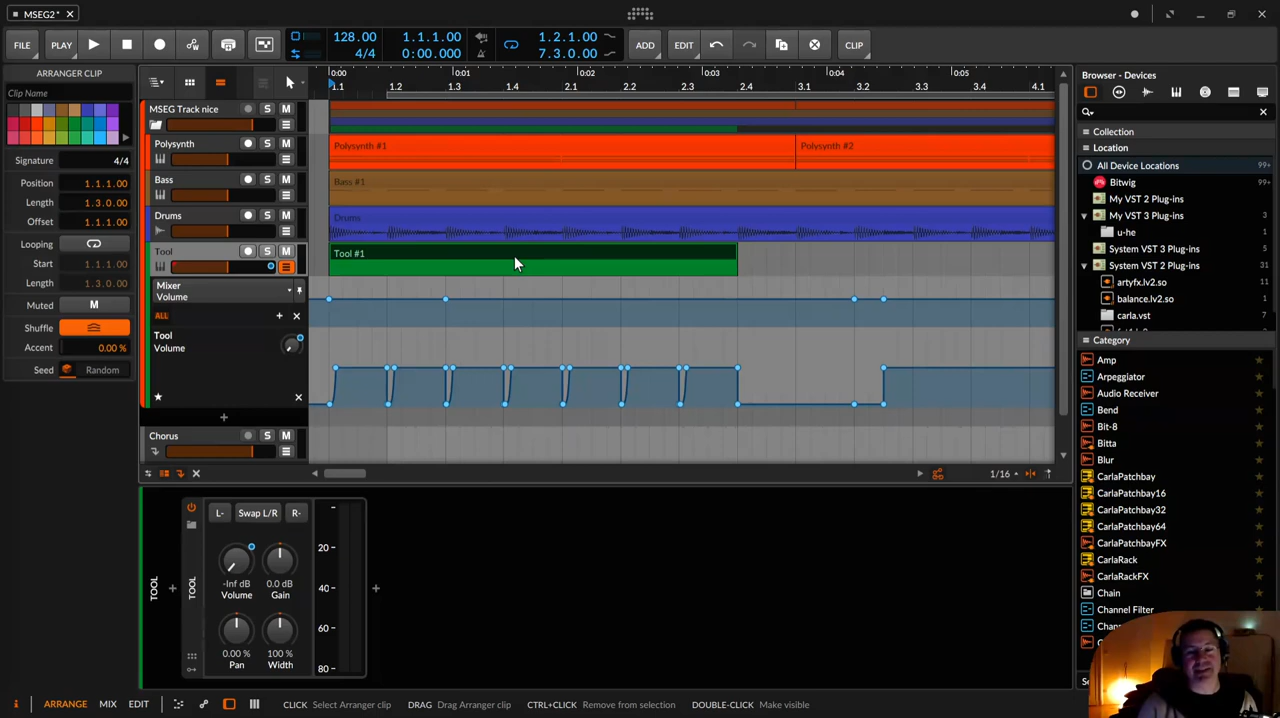 MSEG2*
FILE PLAY 128.00 1.1.1.00 1.2.1.00 ADD EDIT CLIP
4/4 0:00.000 7.3.0.00
ARRANGER CLIP
Clip Name
Signature 4/4
Position 1.1.1.00
Length 1.3.0.00
Offset 1.1.1.00
Looping
Start 1.1.1.00
Length 1.3.0.00
Muted M
Shuffle
Accent 0.00 %
Seed Random
0:00 0:01 0:02 0:03 0:04 0:05
1.1 1.2 1.3 1.4 2.1 2.2 2.3 2.4 3.1 3.2 3.3 3.4 4.1
MSEG Track nice S M
Polysynth S M
Polysynth #1 Polysynth #2
Bass S M
Bass #1
Drums S M
Drums
Tool S M
Tool #1
Mixer
Volume
ALL
Tool
Volume
Chorus S M
1/16
TOOL
TOOL
L- Swap L/R R-
-Inf dB 0.0 dB
Volume Gain
0.00 % 100 %
Pan Width
20
40
60
80
Browser - Devices
Collection
Location
All Device Locations 99+
Bitwig 99+
My VST 2 Plug-ins
My VST 3 Plug-ins 3
u-he 3
System VST 3 Plug-ins
System VST 2 Plug-ins 31
artyfx.lv2.so 11
balance.lv2.so 1
carla.vst 7
Category
Amp
Arpeggiator
Audio Receiver
Bend
Bit-8
Bitta
Blur
CarlaPatchbay
CarlaPatchbay16
CarlaPatchbay32
CarlaPatchbay64
CarlaPatchbayFX
CarlaRack
CarlaRackFX
Chain
Channel Filter
i ARRANGE MIX EDIT CLICK Select Arranger clip DRAG Drag Arranger clip CTRL+CLICK Remove from selection DOUBLE-CLICK Make visible